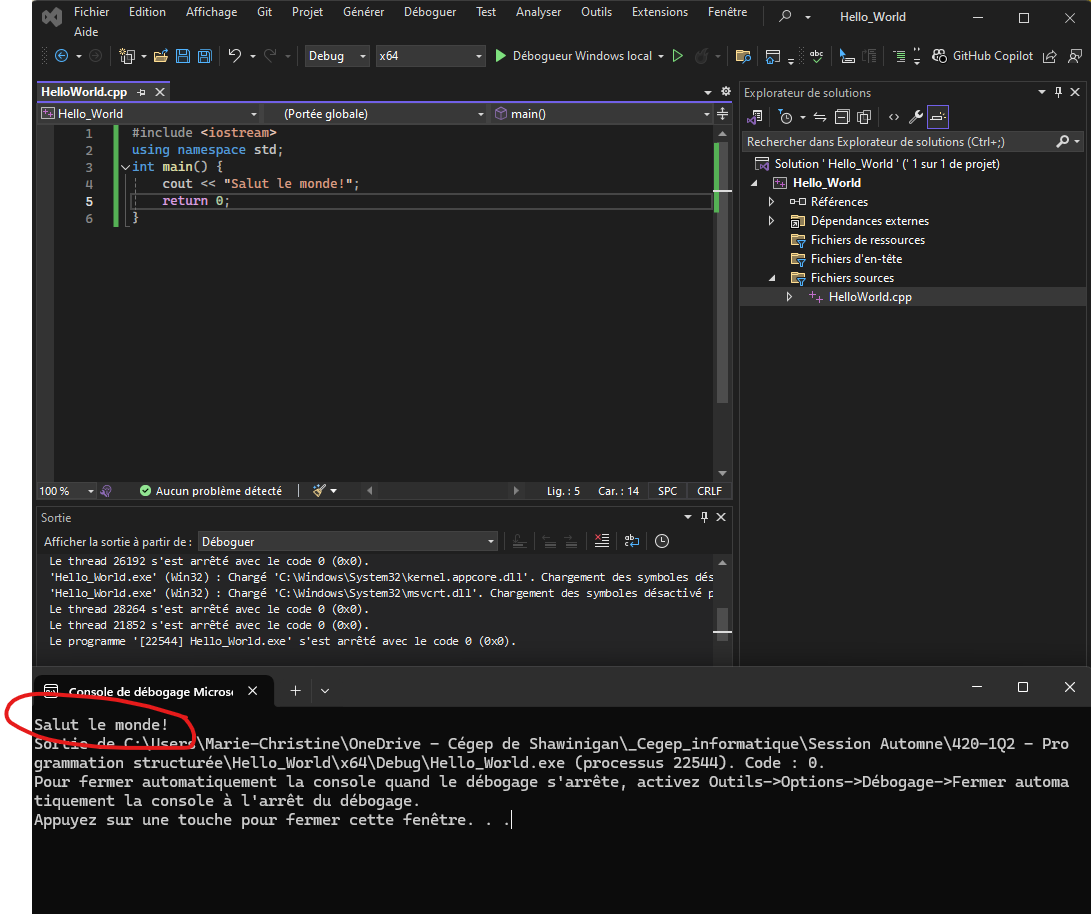 Fichier Edition Affichage Git Projet Générer Déboguer Test Analyser Outils Extensions Fenêtre Hello_World
Aide
Debug x64 Débogueur Windows local GitHub Copilot
HelloWorld.cpp
Hello_World (Portée globale) main()
1 #include <iostream>
2 using namespace std;
3 int main() {
4 cout << "Salut le monde!";
5 return 0;
6 }
100 % Aucun problème détecté Lig. : 5 Car. : 14 SPC CRLF
Explorateur de solutions
Rechercher dans Explorateur de solutions (Ctrl+;)
Solution ' Hello_World ' (' 1 sur 1 de projet)
Hello_World
Références
Dépendances externes
Fichiers de ressources
Fichiers d'en-tête
Fichiers sources
HelloWorld.cpp
Sortie
Afficher la sortie à partir de : Déboguer
Le thread 26192 s'est arrêté avec le code 0 (0x0).
'Hello_World.exe' (Win32) : Chargé 'C:\Windows\System32\kernel.appcore.dll'. Chargement des symboles dés
'Hello_World.exe' (Win32) : Chargé 'C:\Windows\System32\msvcrt.dll'. Chargement des symboles désactivé p
Le thread 28264 s'est arrêté avec le code 0 (0x0).
Le thread 21852 s'est arrêté avec le code 0 (0x0).
Le programme '[22544] Hello_World.exe' s'est arrêté avec le code 0 (0x0).
Console de débogage Micros
Salut le monde!
Sortie de C:\Users\Marie-Christine\OneDrive - Cégep de Shawinigan\_Cegep_informatique\Session Automne\420-1Q2 - Pro
grammation structurée\Hello_World\x64\Debug\Hello_World.exe (processus 22544). Code : 0.
Pour fermer automatiquement la console quand le débogage s'arrête, activez Outils->Options->Débogage->Fermer automa
tiquement la console à l'arrêt du débogage.
Appuyez sur une touche pour fermer cette fenêtre. . .